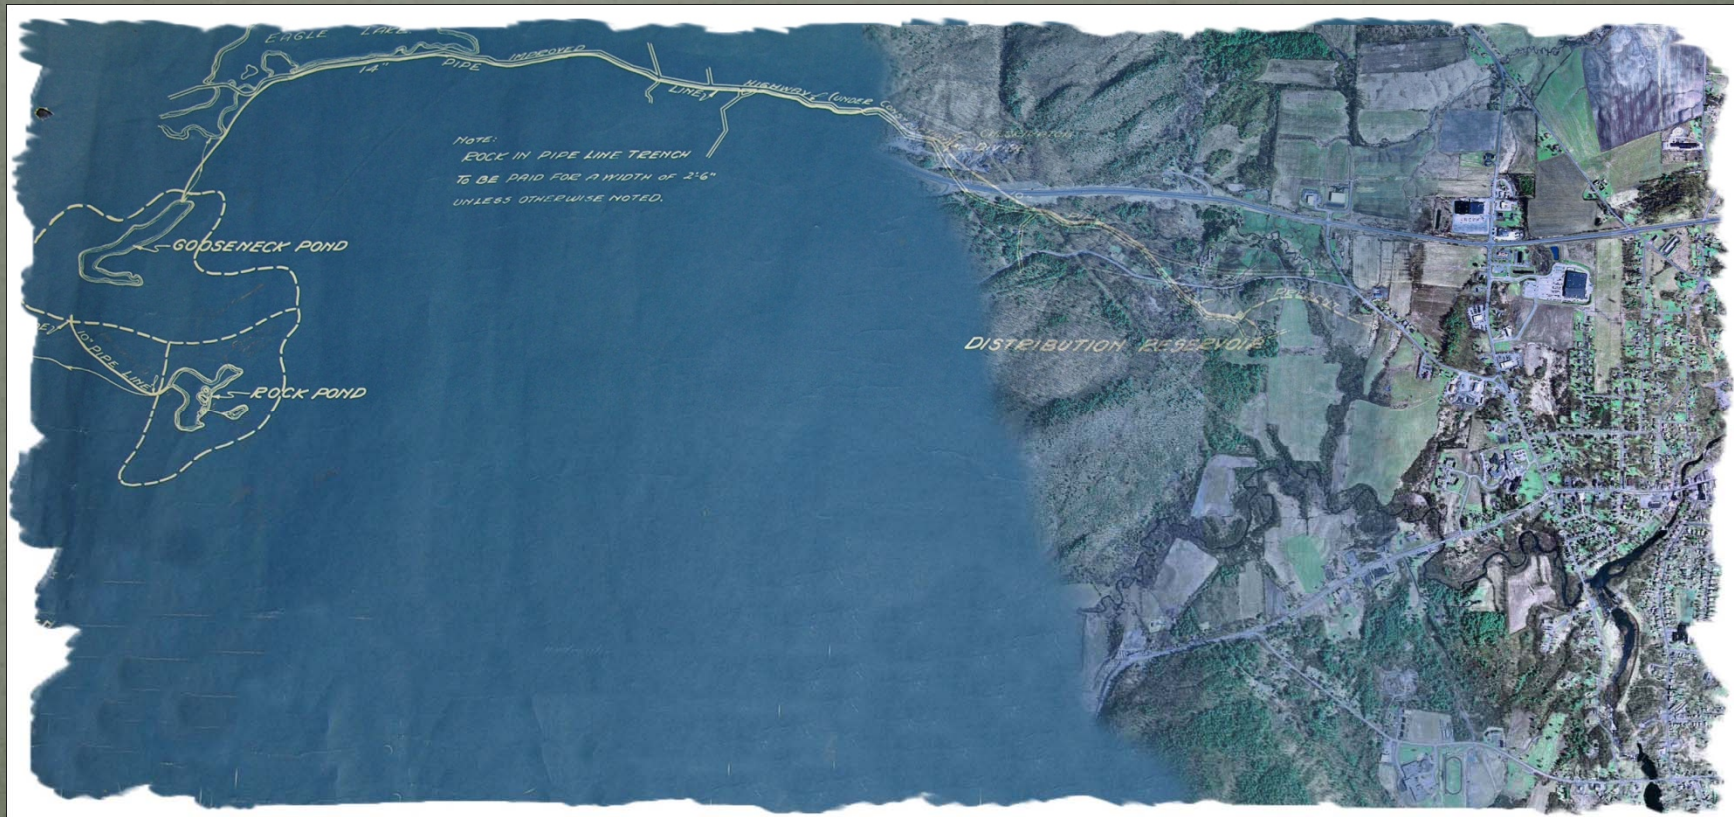 EAGLE LAKE
14" PIPE LINE
IMPROVED HIGHWAY (UNDER
NOTE:
ROCK IN PIPE LINE TRENCH
TO BE PAID FOR A WIDTH OF 2'-6"
UNLESS OTHERWISE NOTED.
GOOSENECK POND
DISTRIBUTION RESERVOIR
10" PIPE LINE
ROCK POND